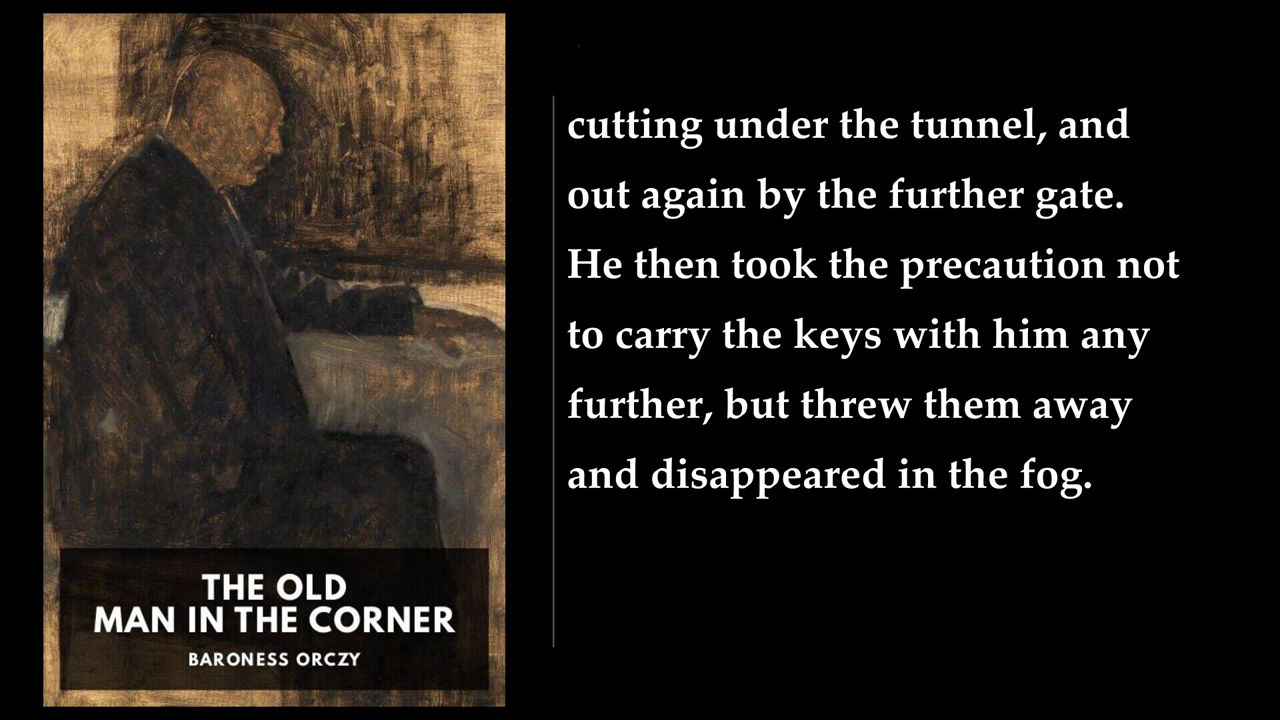 THE OLD
MAN IN THE CORNER
BARONESS ORCZY
cutting under the tunnel, and
out again by the further gate.
He then took the precaution not
to carry the keys with him any
further, but threw them away
and disappeared in the fog.